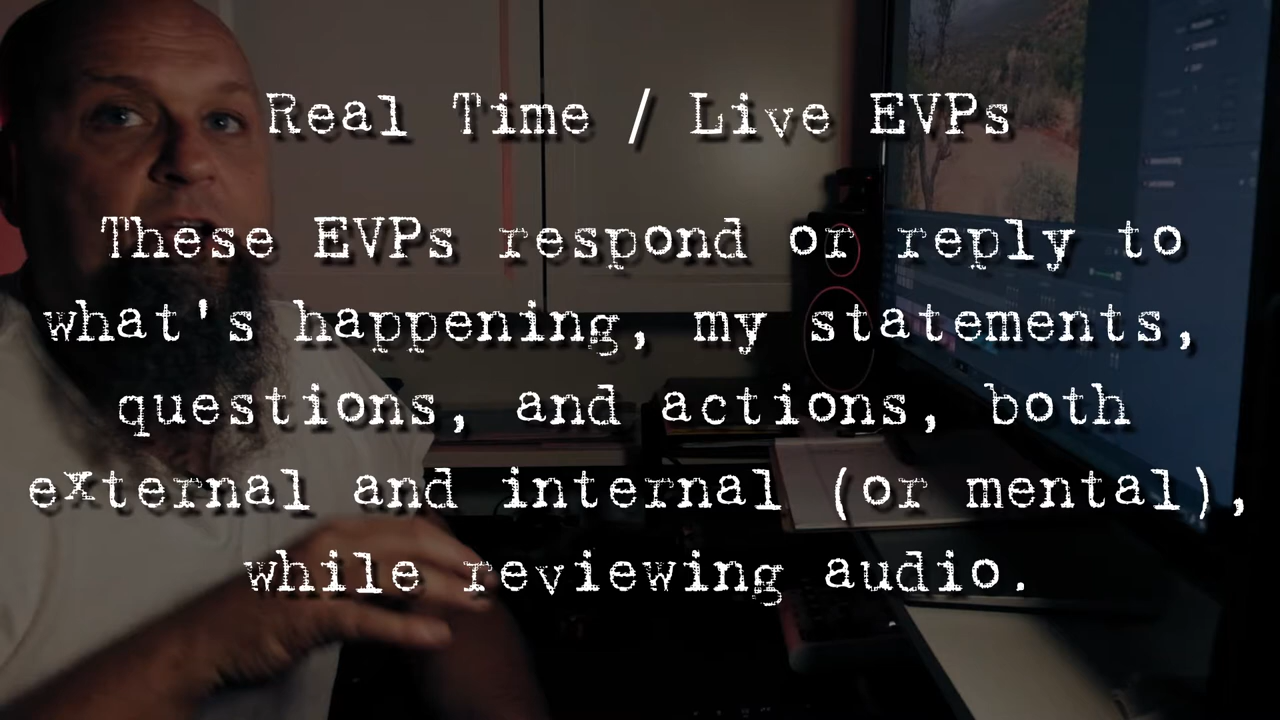 Real Time / Live EVPs
These EVPs respond or reply to
what's happening, my statements,
questions, and actions, both
external and internal (or mental),
while reviewing audio.